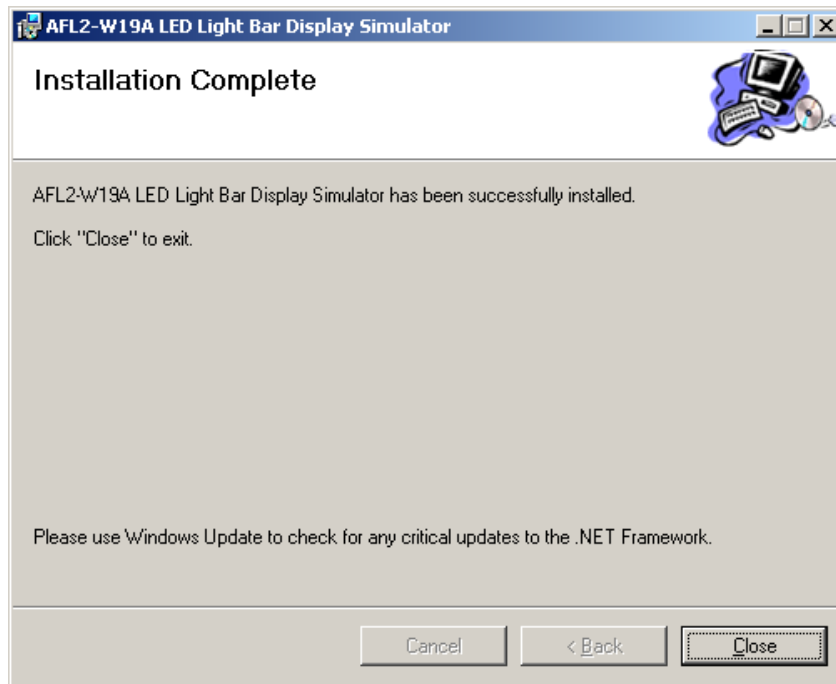 AFL2-W19A LED Light Bar Display Simulator
Installation Complete
AFL2-W19A LED Light Bar Display Simulator has been successfully installed.
Click "Close" to exit.
Please use Windows Update to check for any critical updates to the .NET Framework.
Cancel
< Back
Close